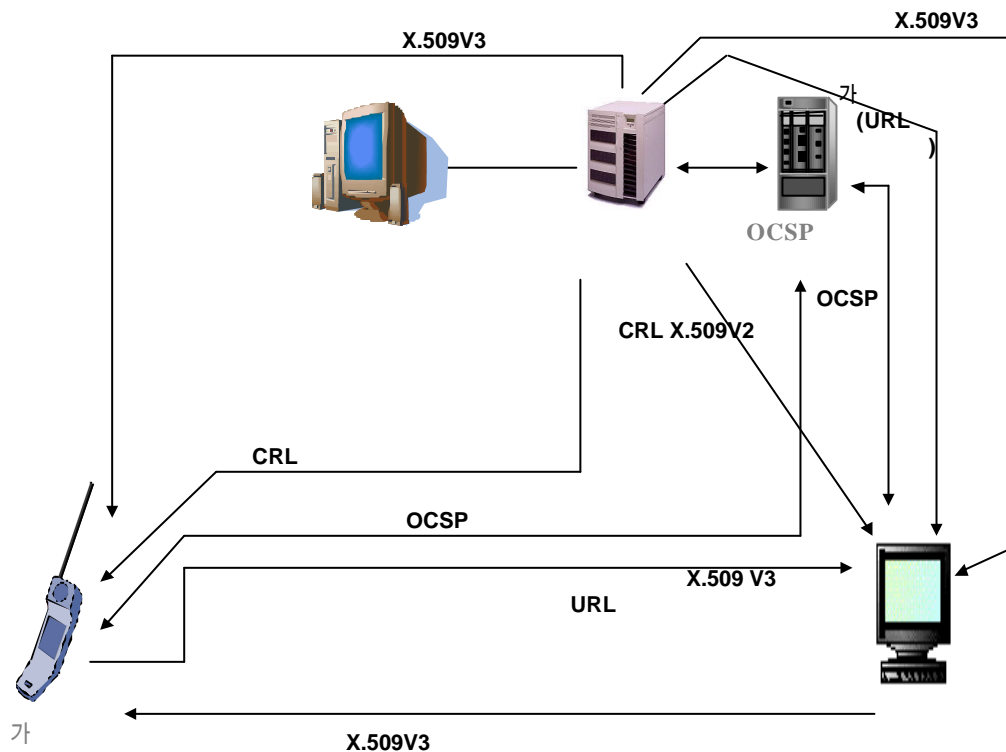 X.509V3
X.509V3
가
(URL
)
OCSP
OCSP
CRL X.509V2
CRL
OCSP
X.509 V3
URL
가
X.509V3